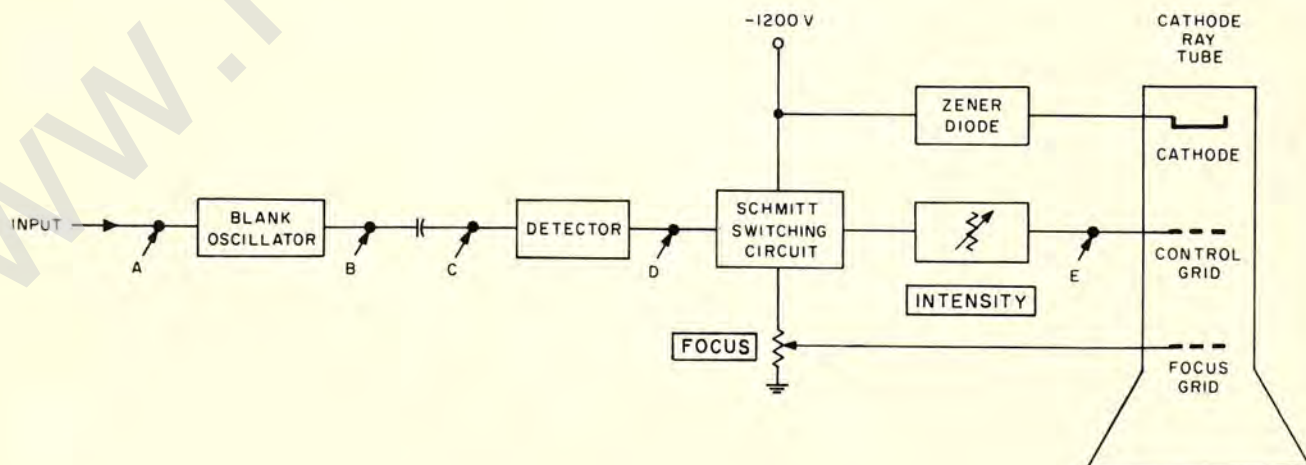 www.
-1200 V
CATHODE
RAY
TUBE
ZENER
DIODE
CATHODE
INPUT
BLANK
OSCILLATOR
DETECTOR
SCHMITT
SWITCHING
CIRCUIT
A
B
C
D
E
CONTROL
GRID
INTENSITY
FOCUS
FOCUS
GRID